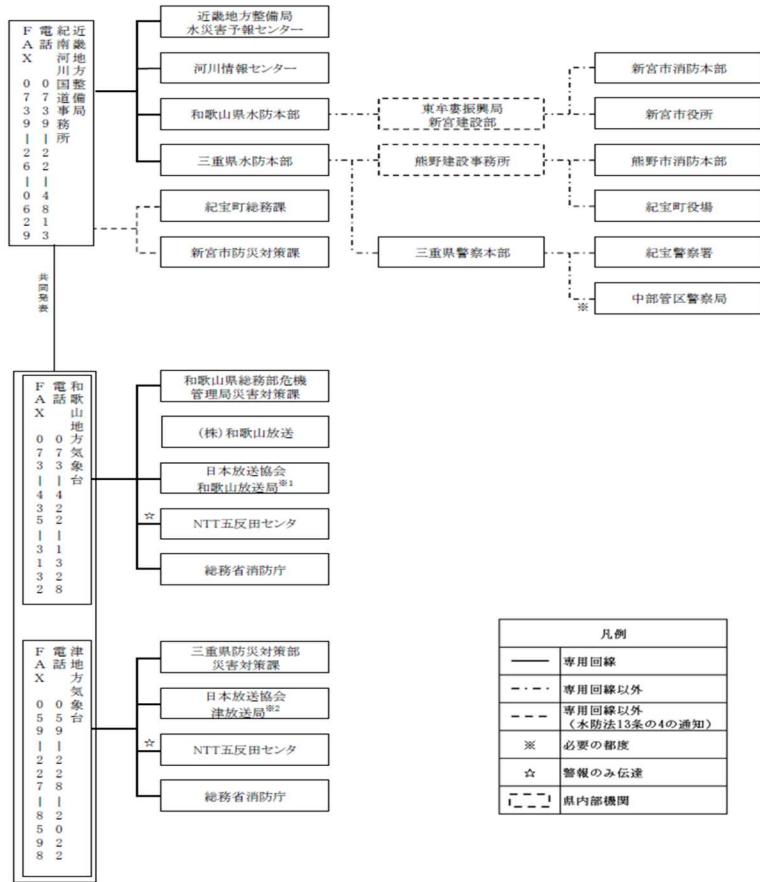 近畿地方整備局
紀南河川国道事務所
電話 0739-22-4813
FAX 0739-26-0629
近畿地方整備局
水災害予報センター
河川情報センター
和歌山県水防本部
三重県水防本部
紀宝町総務課
新宮市防災対策課
東牟婁振興局
新宮建設部
熊野建設事務所
三重県警察本部
新宮市消防本部
新宮市役所
熊野市消防本部
紀宝町役場
紀宝警察署
※
中部管区警察局
共同発表
和歌山地方気象台
電話 073-422-1328
FAX 073-435-3132
和歌山県総務部危機
管理局災害対策課
(株)和歌山放送
日本放送協会
和歌山放送局※1
☆
NTT五反田センタ
総務省消防庁
津地方気象台
電話 059-228-2022
FAX 059-227-8598
三重県防災対策部
災害対策課
日本放送協会
津放送局※2
☆
NTT五反田センタ
総務省消防庁
凡例
専用回線
専用回線以外
専用回線以外
(水防法13条の4の通知)
※ 必要の都度
☆ 警報のみ伝達
県内部機関